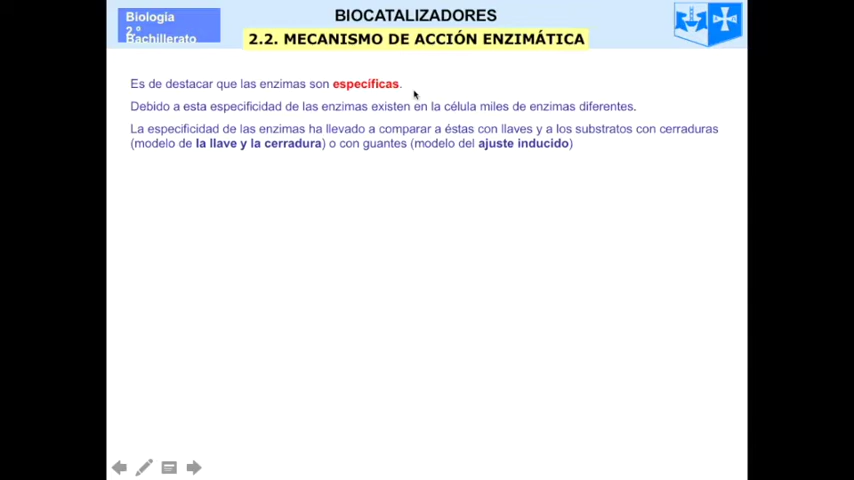 Biología
2.º
Bachillerato
BIOCATALIZADORES
2.2. MECANISMO DE ACCIÓN ENZIMÁTICA
Es de destacar que las enzimas son específicas.
Debido a esta especificidad de las enzimas existen en la célula miles de enzimas diferentes.
La especificidad de las enzimas ha llevado a comparar a éstas con llaves y a los substratos con cerraduras
(modelo de la llave y la cerradura) o con guantes (modelo del ajuste inducido)